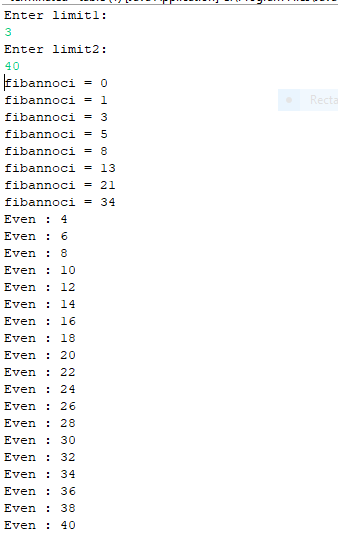 Enter limit1:
3
Enter limit2:
40
fibannoci = 0
fibannoci = 1
fibannoci = 3
fibannoci = 5
fibannoci = 8
fibannoci = 13
fibannoci = 21
fibannoci = 34
Even : 4
Even : 6
Even : 8
Even : 10
Even : 12
Even : 14
Even : 16
Even : 18
Even : 20
Even : 22
Even : 24
Even : 26
Even : 28
Even : 30
Even : 32
Even : 34
Even : 36
Even : 38
Even : 40
Recta